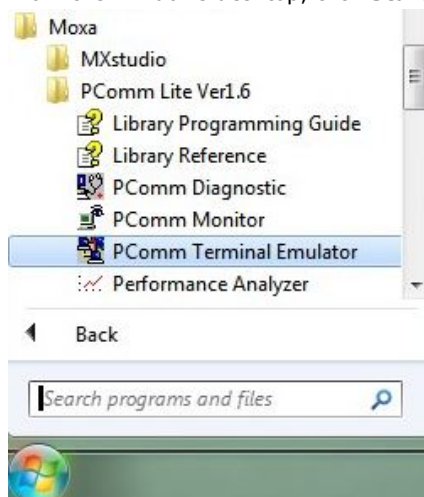 Moxa
MXstudio
PComm Lite Ver1.6
Library Programming Guide
Library Reference
PComm Diagnostic
PComm Monitor
PComm Terminal Emulator
Performance Analyzer
Back
Search programs and files